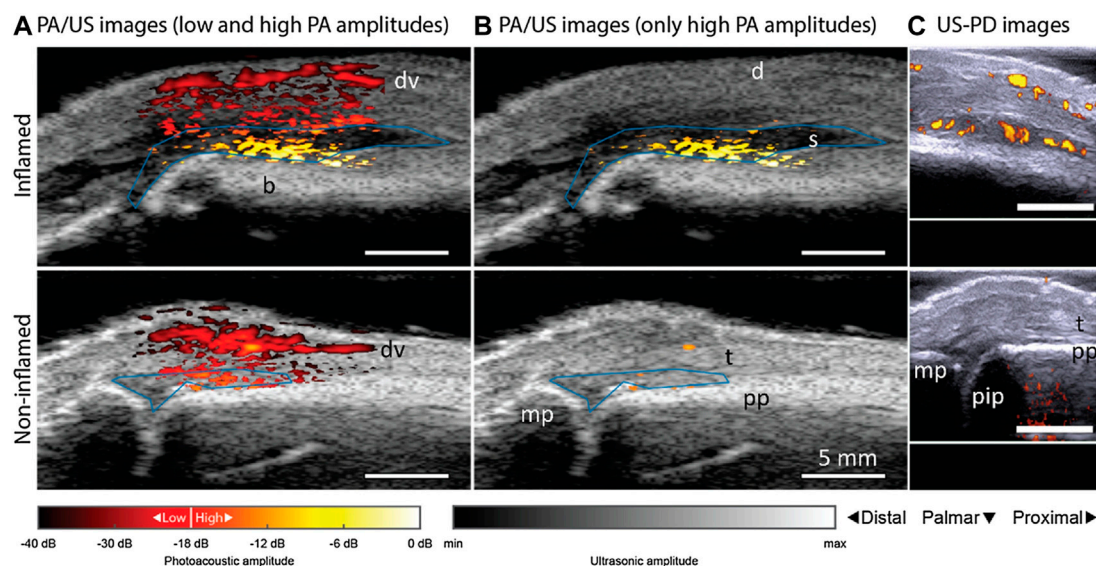 A PA/US images (low and high PA amplitudes)
B PA/US images (only high PA amplitudes)
C US-PD images
Inflamed
dv
b
d
s
Non-inflamed
dv
t
mp
pp
5 mm
t
pp
mp
pip
◄Low High►
-40 dB -30 dB -18 dB -12 dB -6 dB 0 dB
Photoacoustic amplitude
min max
Ultrasonic amplitude
◄Distal Palmar▼ Proximal►